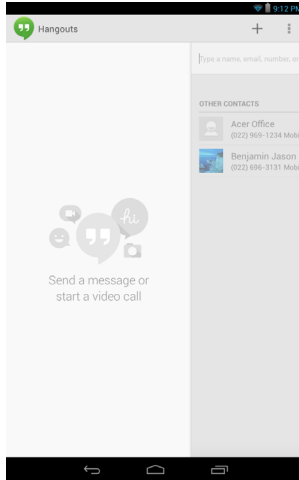 9:12 PM
Hangouts
Type a name, email, number, or
OTHER CONTACTS
Acer Office
(022) 969-1234 Mobi
Benjamin Jason
(022) 696-3131 Mobi
hi
Send a message or
start a video call